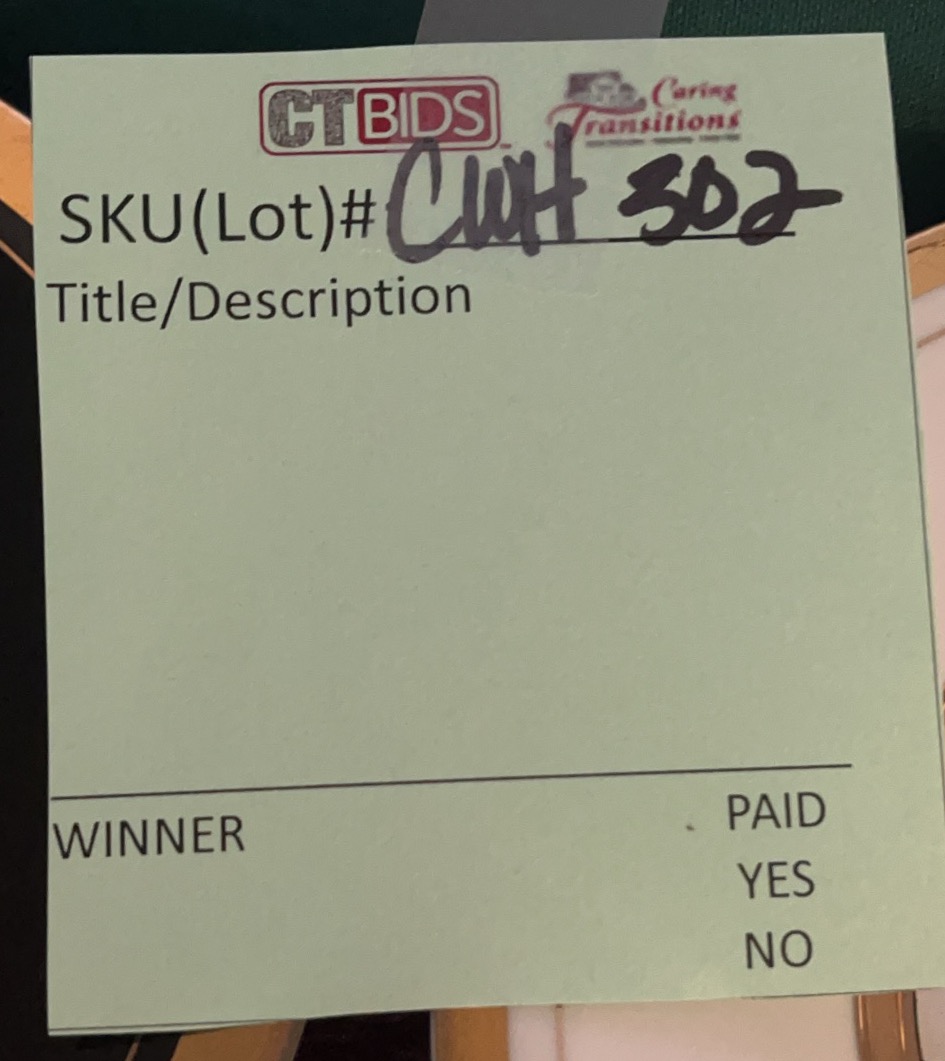 CTBIDS
Caring
Transitions
SKU(Lot)# CWH 302
Title/Description
WINNER
PAID
YES
NO